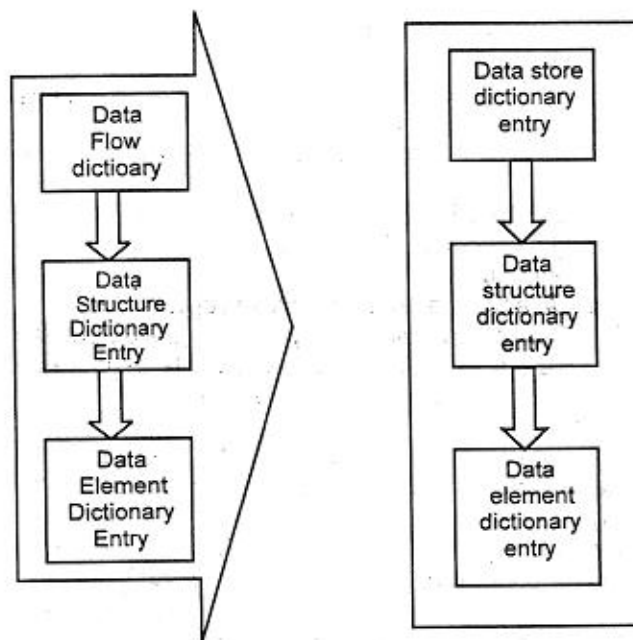 Data
Flow
dictioary
Data
Structure
Dictionary
Entry
Data
Element
Dictionary
Entry
Data store
dictionary
entry
Data
structure
dictionary
entry
Data
element
dictionary
entry